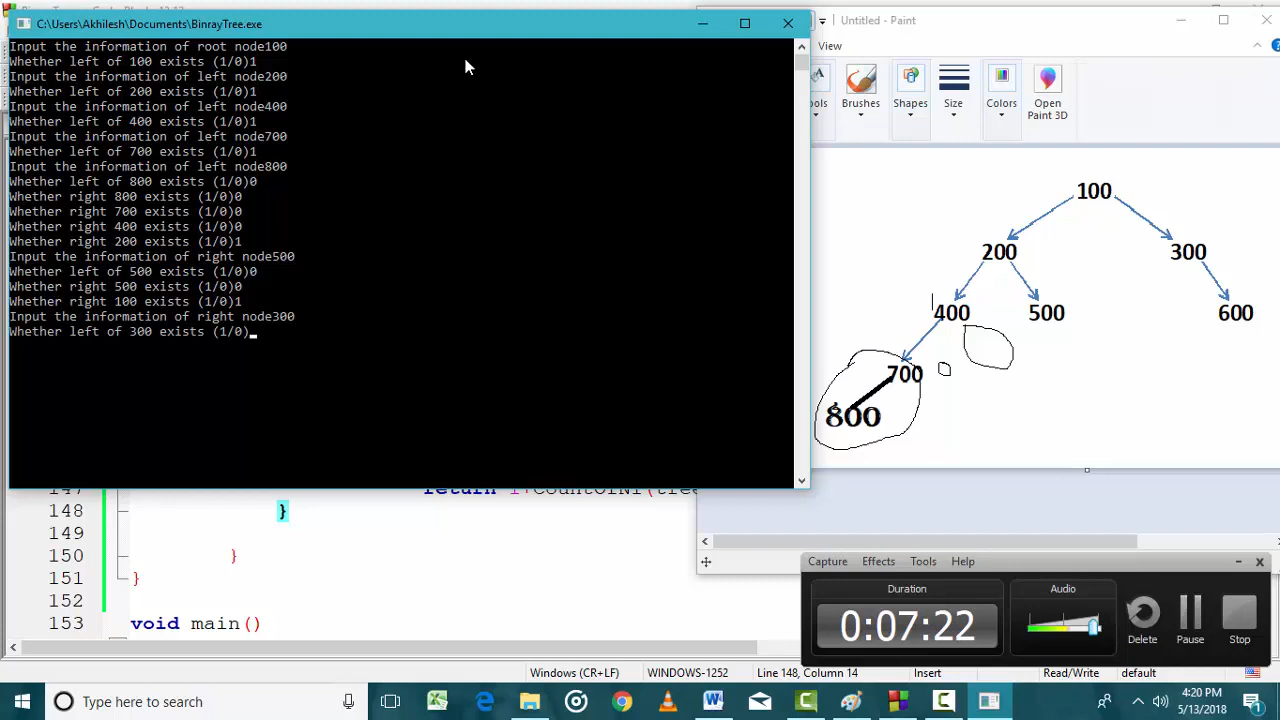 C:\Users\Akhilesh\Documents\BinrayTree.exe
Input the information of root node100
Whether left of 100 exists (1/0)1
Input the information of left node200
Whether left of 200 exists (1/0)1
Input the information of left node400
Whether left of 400 exists (1/0)1
Input the information of left node700
Whether left of 700 exists (1/0)1
Input the information of left node800
Whether left of 800 exists (1/0)0
Whether right 800 exists (1/0)0
Whether right 700 exists (1/0)0
Whether right 400 exists (1/0)0
Whether right 200 exists (1/0)1
Input the information of right node500
Whether left of 500 exists (1/0)0
Whether right 500 exists (1/0)0
Whether right 100 exists (1/0)1
Input the information of right node300
Whether left of 300 exists (1/0)
Untitled - Paint
View
Brushes
Shapes
Size
Colors
Open
Paint 3D
100
200 300
400 500 600
700
800
148 }
149
150 }
151 }
152
153 void main()
Capture Effects Tools Help
Duration
0:07:22
Audio
Delete
Pause
Stop
Windows (CR+LF) WINDOWS-1252 Line 148, Column 14 Insert Read/Write default
Type here to search
4:20 PM
5/13/2018